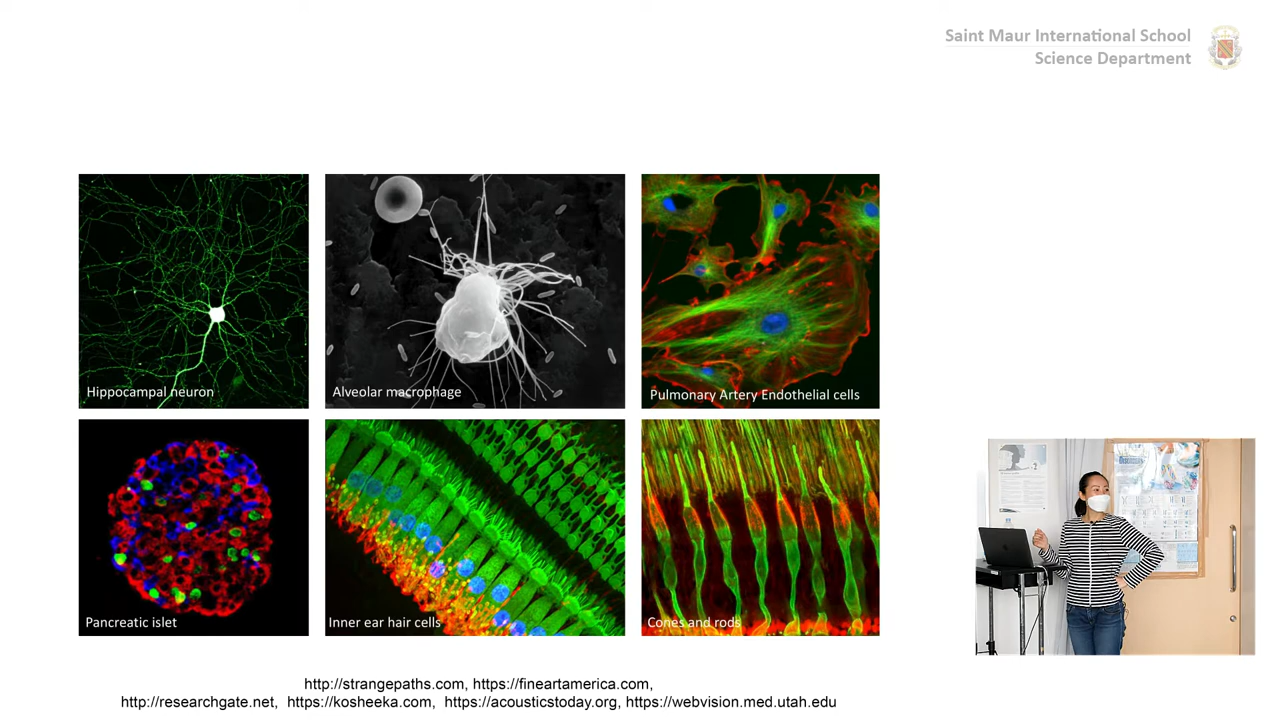 Saint Maur International School
Science Department
Hippocampal neuron
Alveolar macrophage
Pulmonary Artery Endothelial cells
Pancreatic islet
Inner ear hair cells
Cones and rods
http://strangepaths.com, https://fineartamerica.com,
http://researchgate.net, https://kosheeka.com, https://acousticstoday.org, https://webvision.med.utah.edu